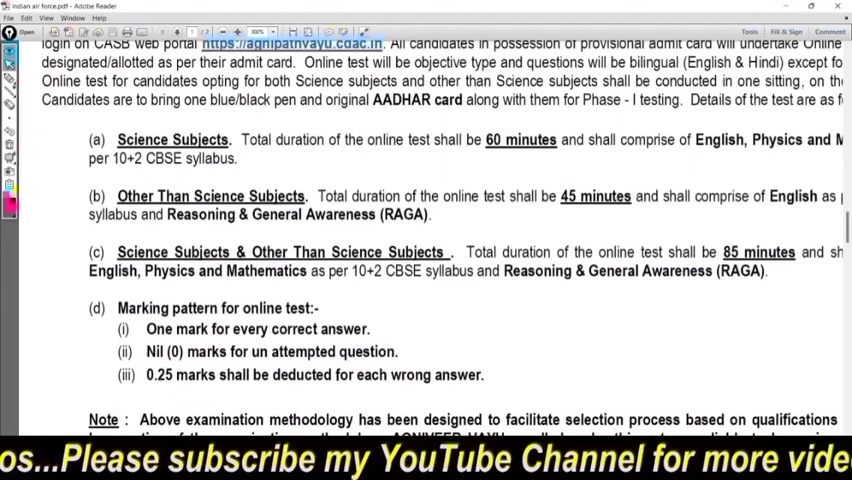 indian air force.pdf - Adobe Reader
File Edit View Window Help
Open 1 / 2 300% Tools Fill & Sign Comment
login on CASB web portal https://agnipathvayu.cdac.in. All candidates in possession of provisional admit card will undertake Online
designated/allotted as per their admit card. Online test will be objective type and questions will be bilingual (English & Hindi) except fo
Online test for candidates opting for both Science subjects and other than Science subjects shall be conducted in one sitting, on th
Candidates are to bring one blue/black pen and original AADHAR card along with them for Phase - I testing. Details of the test are as f
(a) Science Subjects. Total duration of the online test shall be 60 minutes and shall comprise of English, Physics and M
per 10+2 CBSE syllabus.
(b) Other Than Science Subjects. Total duration of the online test shall be 45 minutes and shall comprise of English as p
syllabus and Reasoning & General Awareness (RAGA).
(c) Science Subjects & Other Than Science Subjects . Total duration of the online test shall be 85 minutes and sh
English, Physics and Mathematics as per 10+2 CBSE syllabus and Reasoning & General Awareness (RAGA).
(d) Marking pattern for online test:-
(i) One mark for every correct answer.
(ii) Nil (0) marks for un attempted question.
(iii) 0.25 marks shall be deducted for each wrong answer.
Note : Above examination methodology has been designed to facilitate selection process based on qualifications
os...Please subscribe my YouTube Channel for more vide